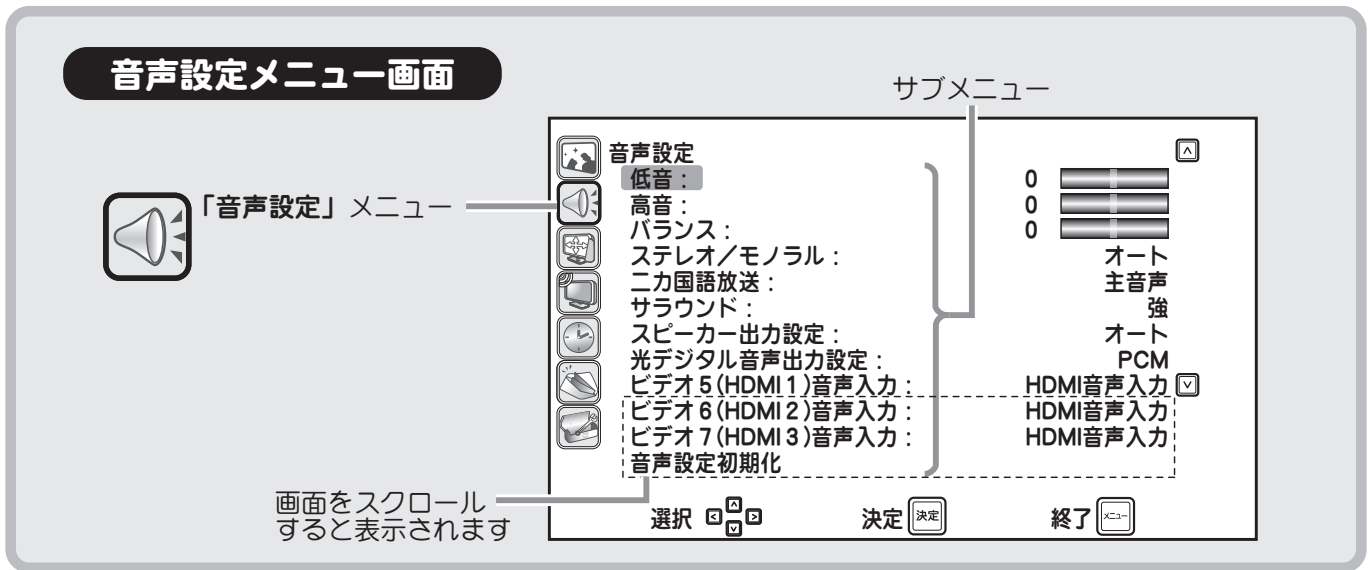 音声設定メニュー画面
サブメニュー
「音声設定」メニュー
音声設定
低音： 0
高音： 0
バランス： 0
ステレオ／モノラル： オート
二カ国語放送： 主音声
サラウンド： 強
スピーカー出力設定： オート
光デジタル音声出力設定： PCM
ビデオ5(HDMI1)音声入力： HDMI音声入力
ビデオ6(HDMI2)音声入力： HDMI音声入力
ビデオ7(HDMI3)音声入力： HDMI音声入力
音声設定初期化
画面をスクロール
すると表示されます
選択 決定 決定 終了 メニュー